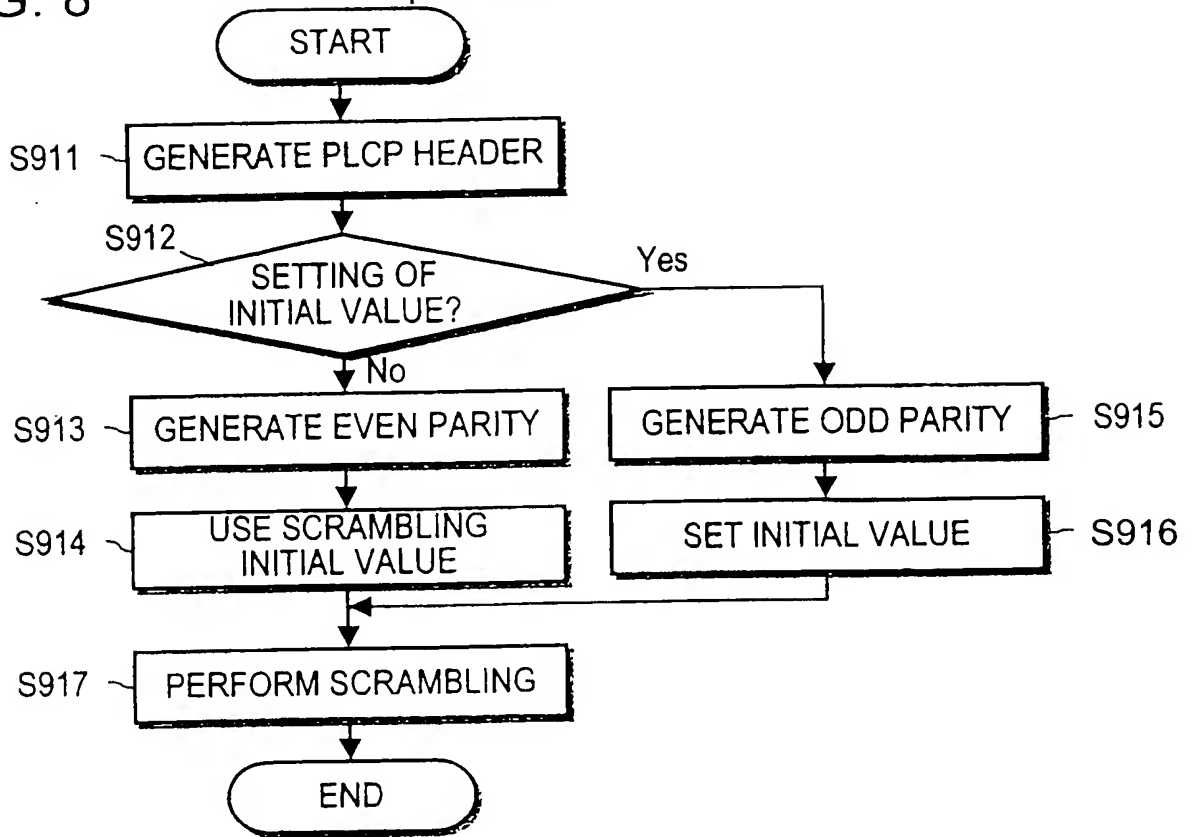 G. 8
START
S911
GENERATE PLCP HEADER
S912
SETTING OF
INITIAL VALUE?
Yes
No
S913
GENERATE EVEN PARITY
GENERATE ODD PARITY
S915
S914
USE SCRAMBLING
INITIAL VALUE
SET INITIAL VALUE
S916
S917
PERFORM SCRAMBLING
END